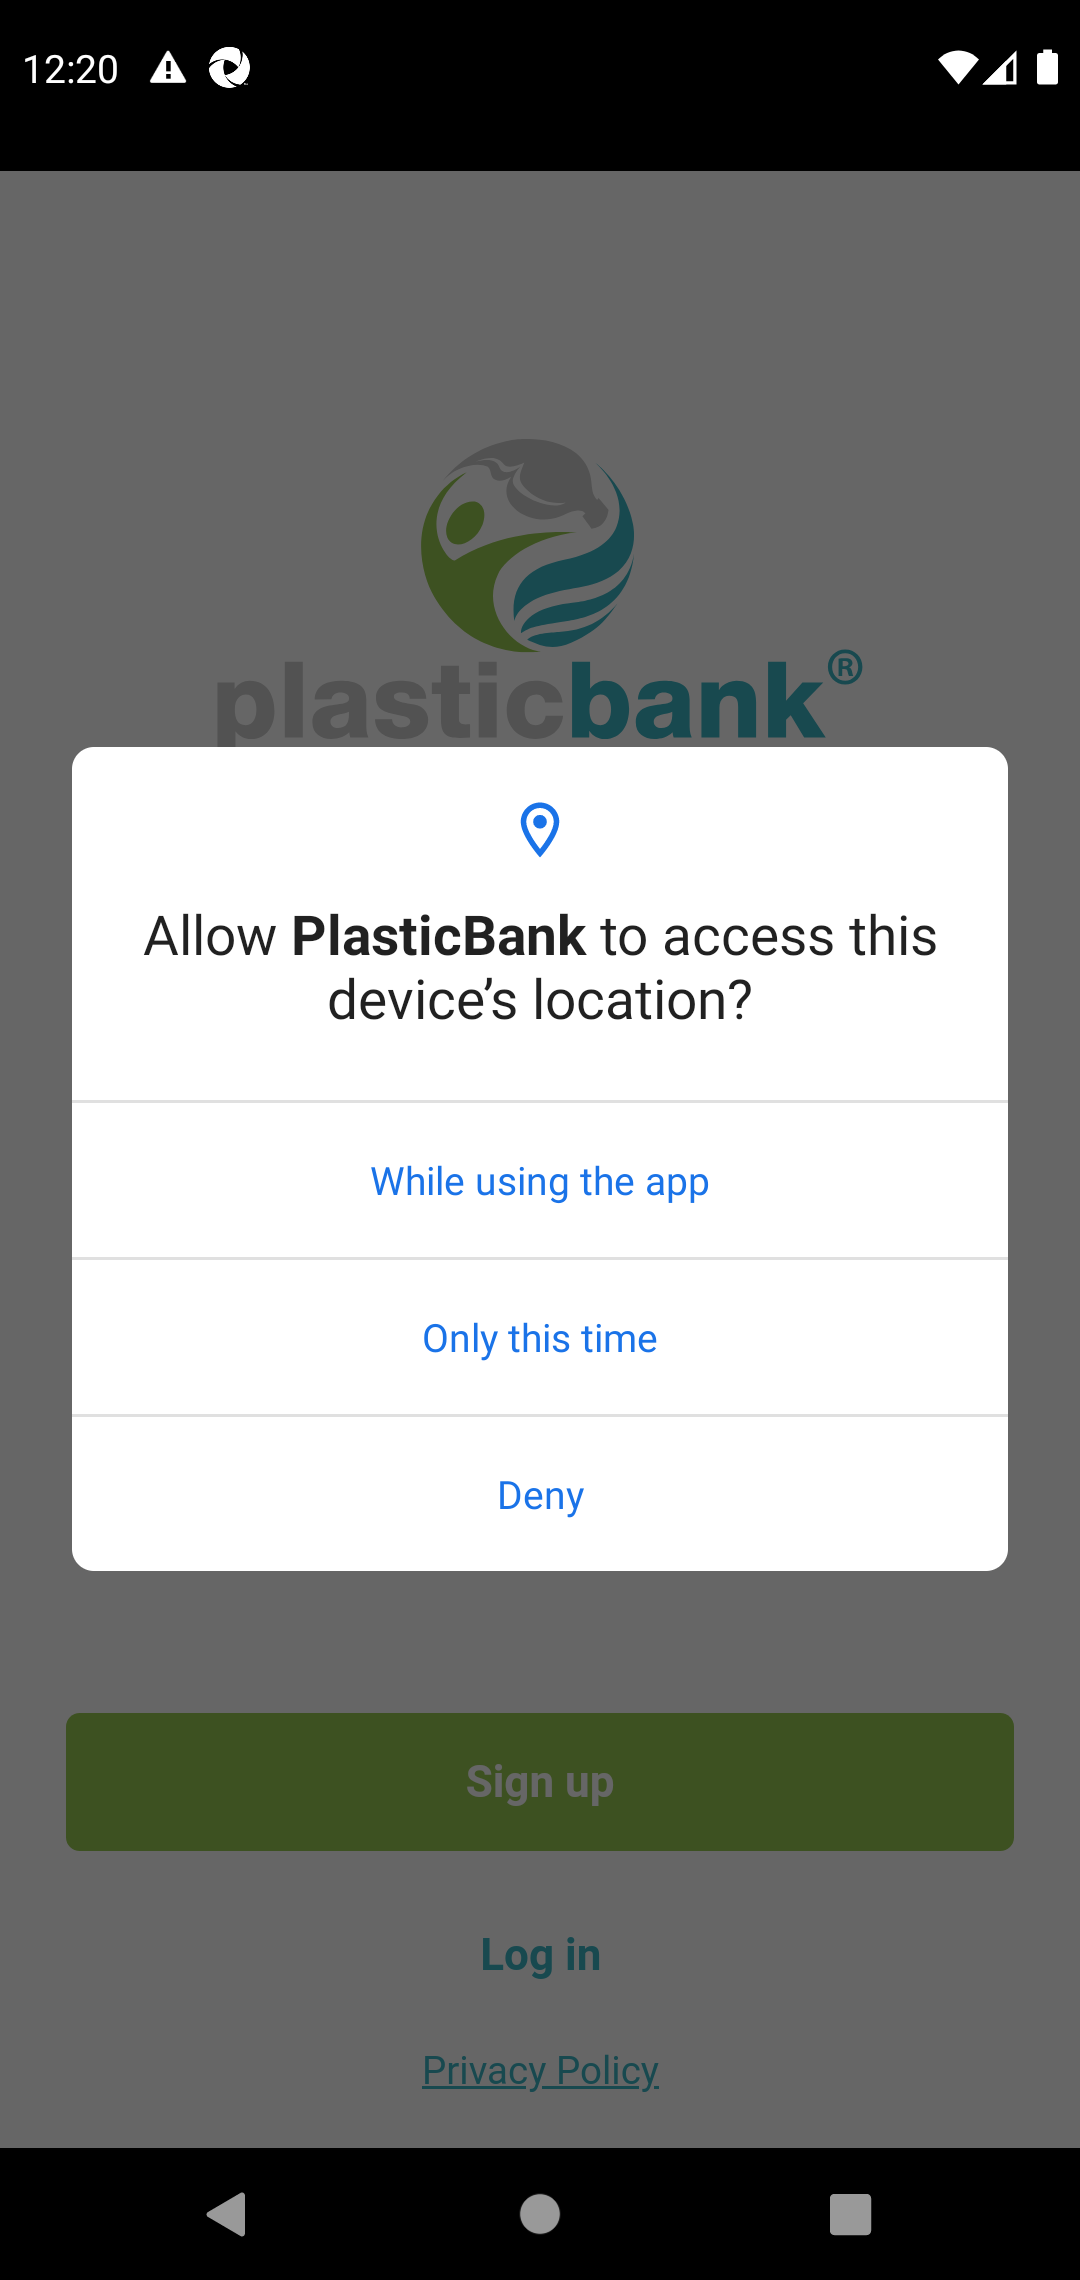 12:20
plasticbank®
Allow PlasticBank to access this
device’s location?
While using the app
Only this time
Deny
Sign up
Log in
Privacy Policy